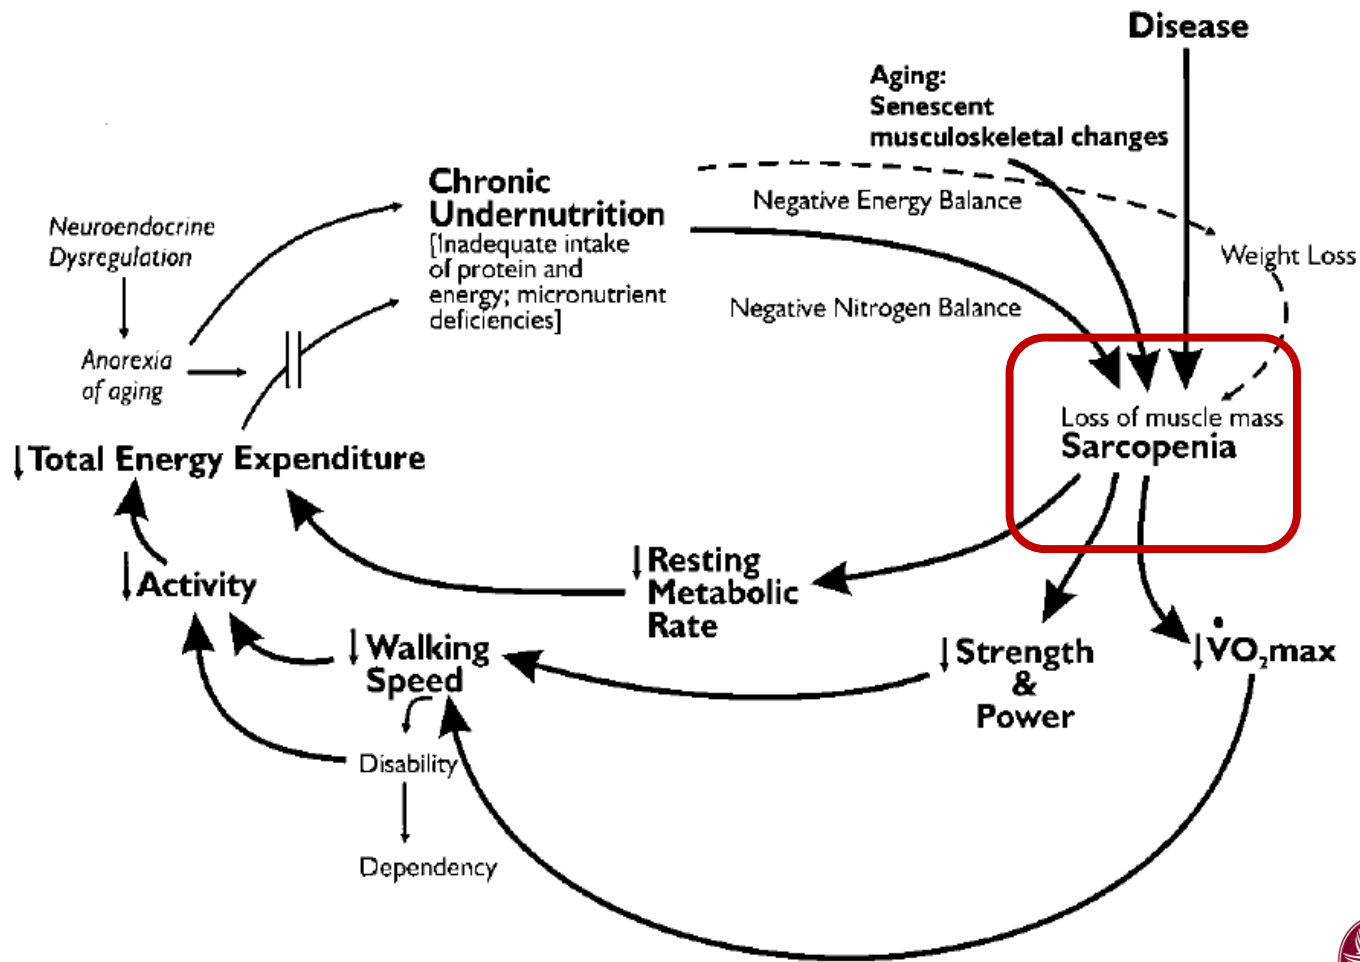 Disease
Aging:
Senescent
musculoskeletal changes
Chronic
Undernutrition
[Inadequate intake
of protein and
energy; micronutrient
deficiencies]
Negative Energy Balance
Neuroendocrine
Dysregulation
Weight Loss
Negative Nitrogen Balance
Anorexia
of aging
Loss of muscle mass
Sarcopenia
↓Total Energy Expenditure
↓Resting
Metabolic
Rate
↓Activity
↓Walking
Speed
↓Strength
&
Power
↓V̇O₂max
Disability
Dependency